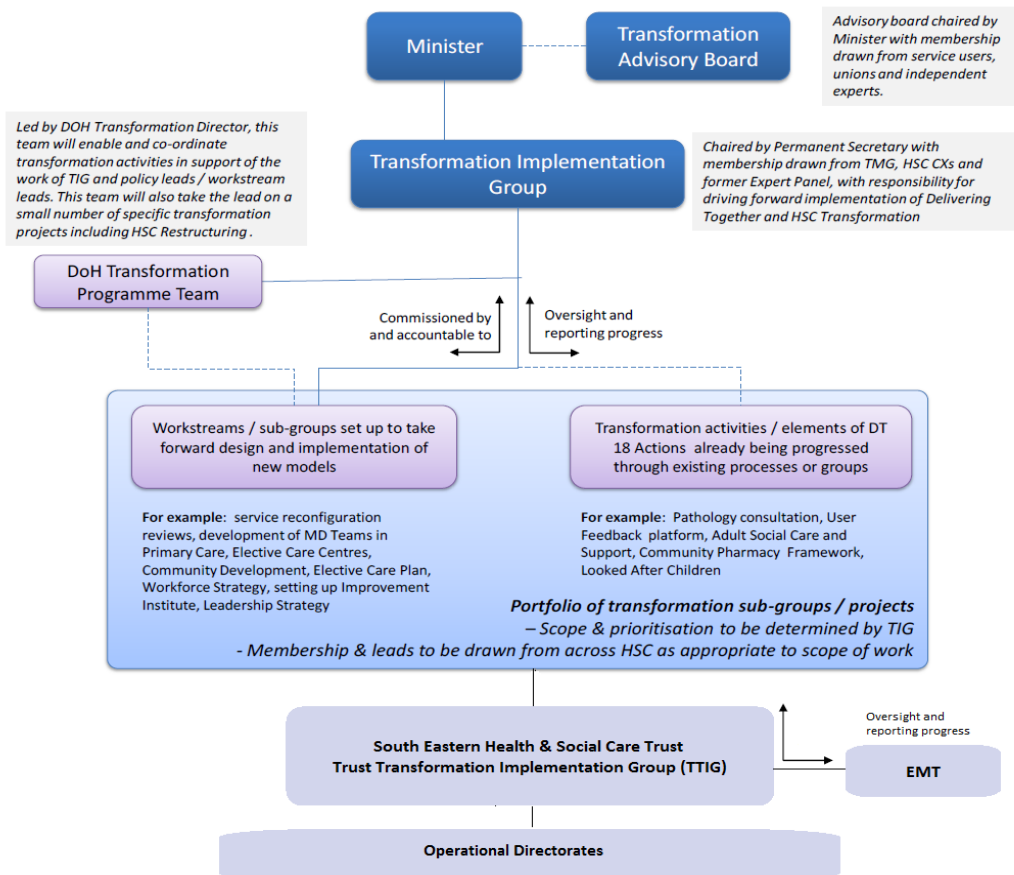 Minister
Transformation
Advisory Board
Advisory board chaired by
Minister with membership
drawn from service users,
unions and independent
experts.
Led by DOH Transformation Director, this
team will enable and co-ordinate
transformation activities in support of the
work of TIG and policy leads / workstream
leads. This team will also take the lead on a
small number of specific transformation
projects including HSC Restructuring .
Transformation Implementation
Group
Chaired by Permanent Secretary with
membership drawn from TMG, HSC CXs and
former Expert Panel, with responsibility for
driving forward implementation of Delivering
Together and HSC Transformation
DoH Transformation
Programme Team
Commissioned by
and accountable to
Oversight and
reporting progress
Workstreams / sub-groups set up to take
forward design and implementation of
new models
Transformation activities / elements of DT
18 Actions already being progressed
through existing processes or groups
For example: service reconfiguration
reviews, development of MD Teams in
Primary Care, Elective Care Centres,
Community Development, Elective Care Plan,
Workforce Strategy, setting up Improvement
Institute, Leadership Strategy
For example: Pathology consultation, User
Feedback platform, Adult Social Care and
Support, Community Pharmacy Framework,
Looked After Children
Portfolio of transformation sub-groups / projects
– Scope & prioritisation to be determined by TIG
- Membership & leads to be drawn from across HSC as appropriate to scope of work
South Eastern Health & Social Care Trust
Trust Transformation Implementation Group (TTIG)
Oversight and
reporting progress
EMT
Operational Directorates